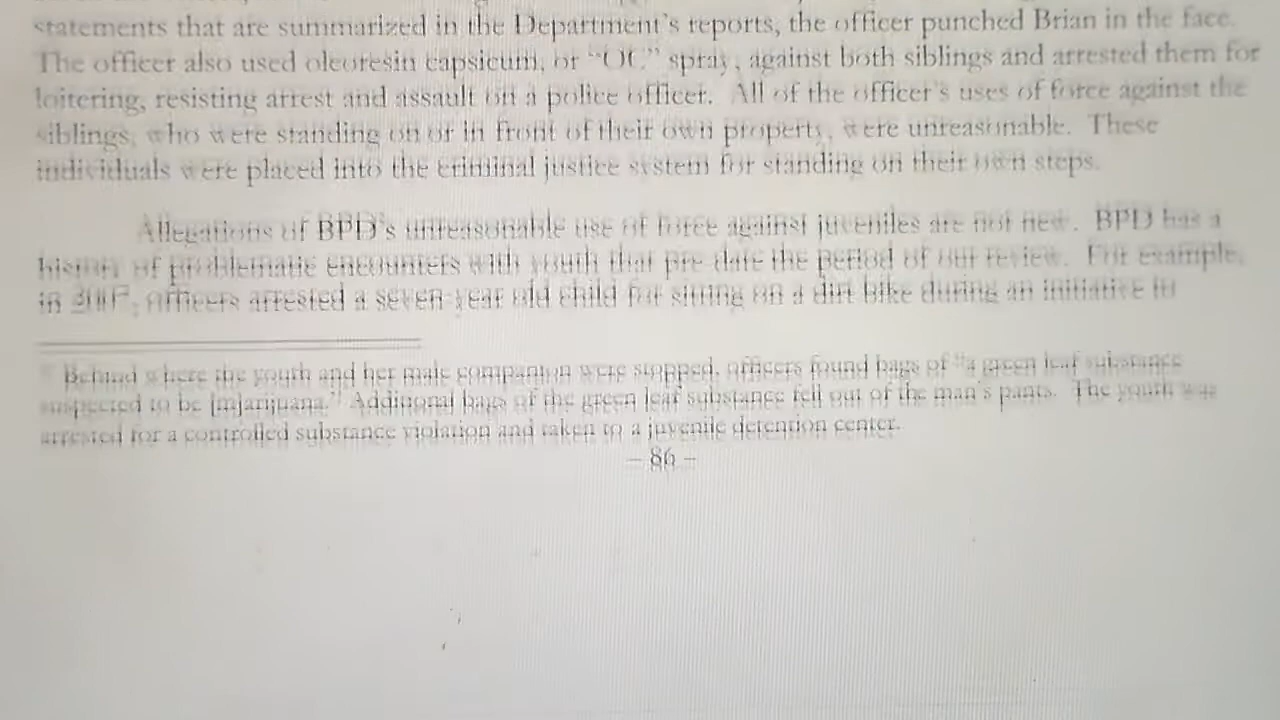 statements that are summarized in the Department's reports, the officer punched Brian in the face.
The officer also used oleoresin capsicum, or "OC" spray, against both siblings and arrested them for
loitering, resisting arrest and assault on a police officer. All of the officer's uses of force against the
siblings, who were standing on or in front of their own property, were unreasonable. These
individuals were placed into the criminal justice system for standing on their own steps.
Allegations of BPD's unreasonable use of force against juveniles are not new. BPD has a
history of problematic encounters with youth that pre-date the period of our review. For example,
in 2007, officers arrested a seven-year old child for sitting on a dirt bike during an initiative to
Behind where the youth and her male companion were stopped, officers found bags of "a green leaf substance
suspected to be [m]arijuana." Additional bags of the green leaf substance fell out of the man's pants. The youth was
arrested for a controlled substance violation and taken to a juvenile detention center.
– 86 –